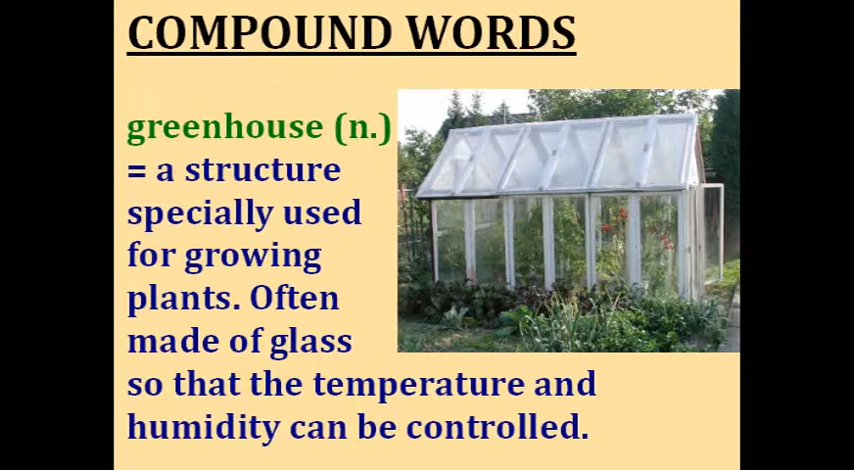 COMPOUND WORDS
greenhouse (n.)
= a structure
specially used
for growing
plants. Often
made of glass
so that the temperature and
humidity can be controlled.